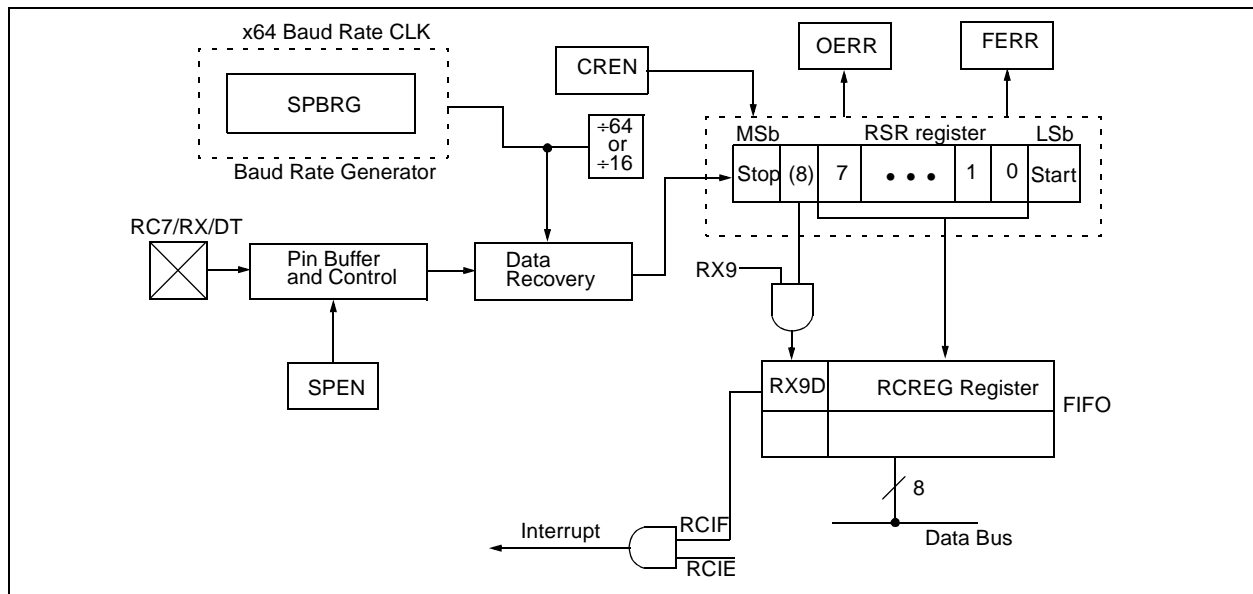 x64 Baud Rate CLK
SPBRG
Baud Rate Generator
CREN
OERR
FERR
÷64
or
÷16
MSb RSR register LSb
Stop (8) 7 • • • 1 0 Start
RC7/RX/DT
Pin Buffer
and Control
Data
Recovery
SPEN
RX9
RX9D RCREG Register
FIFO
8
Data Bus
Interrupt
RCIF
RCIE